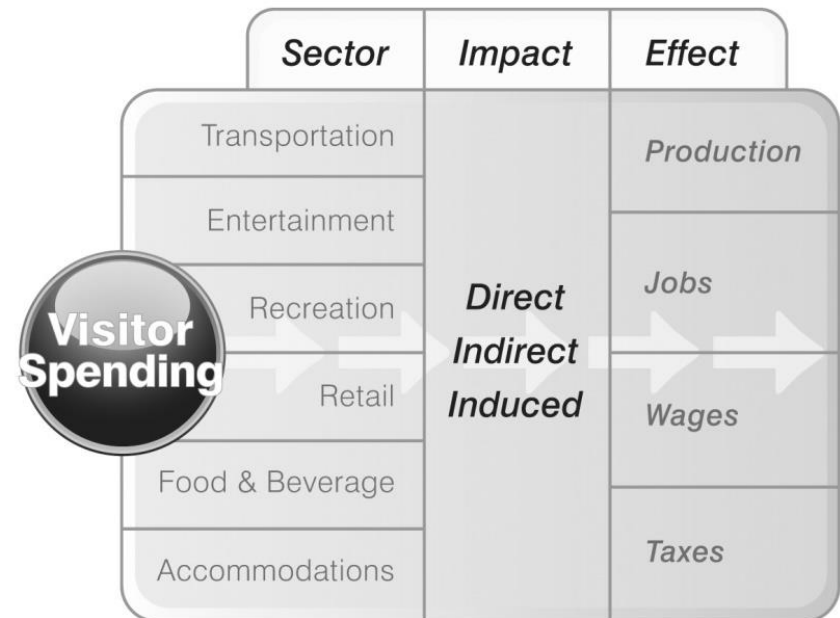 Sector
Impact
Effect
Visitor
Spending
Transportation
Entertainment
Recreation
Retail
Food & Beverage
Accommodations
Direct
Indirect
Induced
Production
Jobs
Wages
Taxes